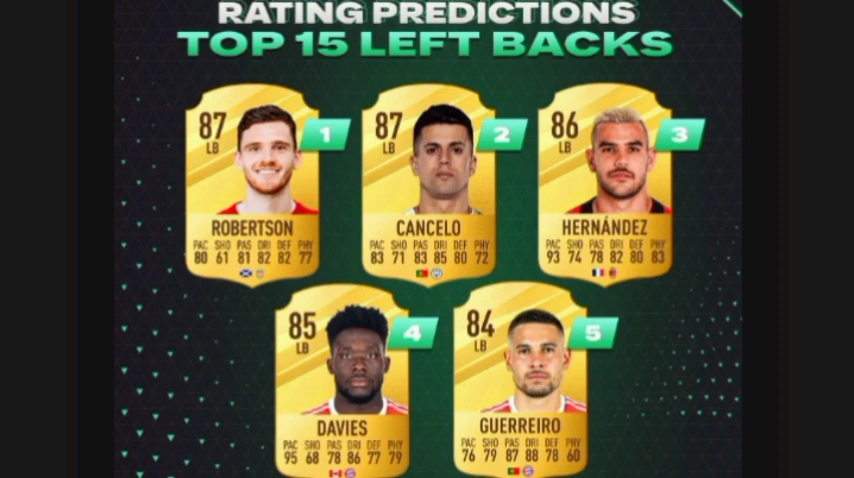 RATING PREDICTIONS
TOP 15 LEFT BACKS
87 LB 1
87 LB 2
86 LB 3
ROBERTSON
PAC SHO PAS DRI DEF PHY
80 61 81 82 82 77
CANCELO
PAC SHO PAS DRI DEF PHY
83 71 83 85 80 72
HERNÁNDEZ
PAC SHO PAS DRI DEF PHY
93 74 78 82 80 83
85 LB 4
84 LB 5
DAVIES
PAC SHO PAS DRI DEF PHY
95 68 78 86 77 79
GUERREIRO
PAC SHO PAS DRI DEF PHY
76 79 87 88 78 60